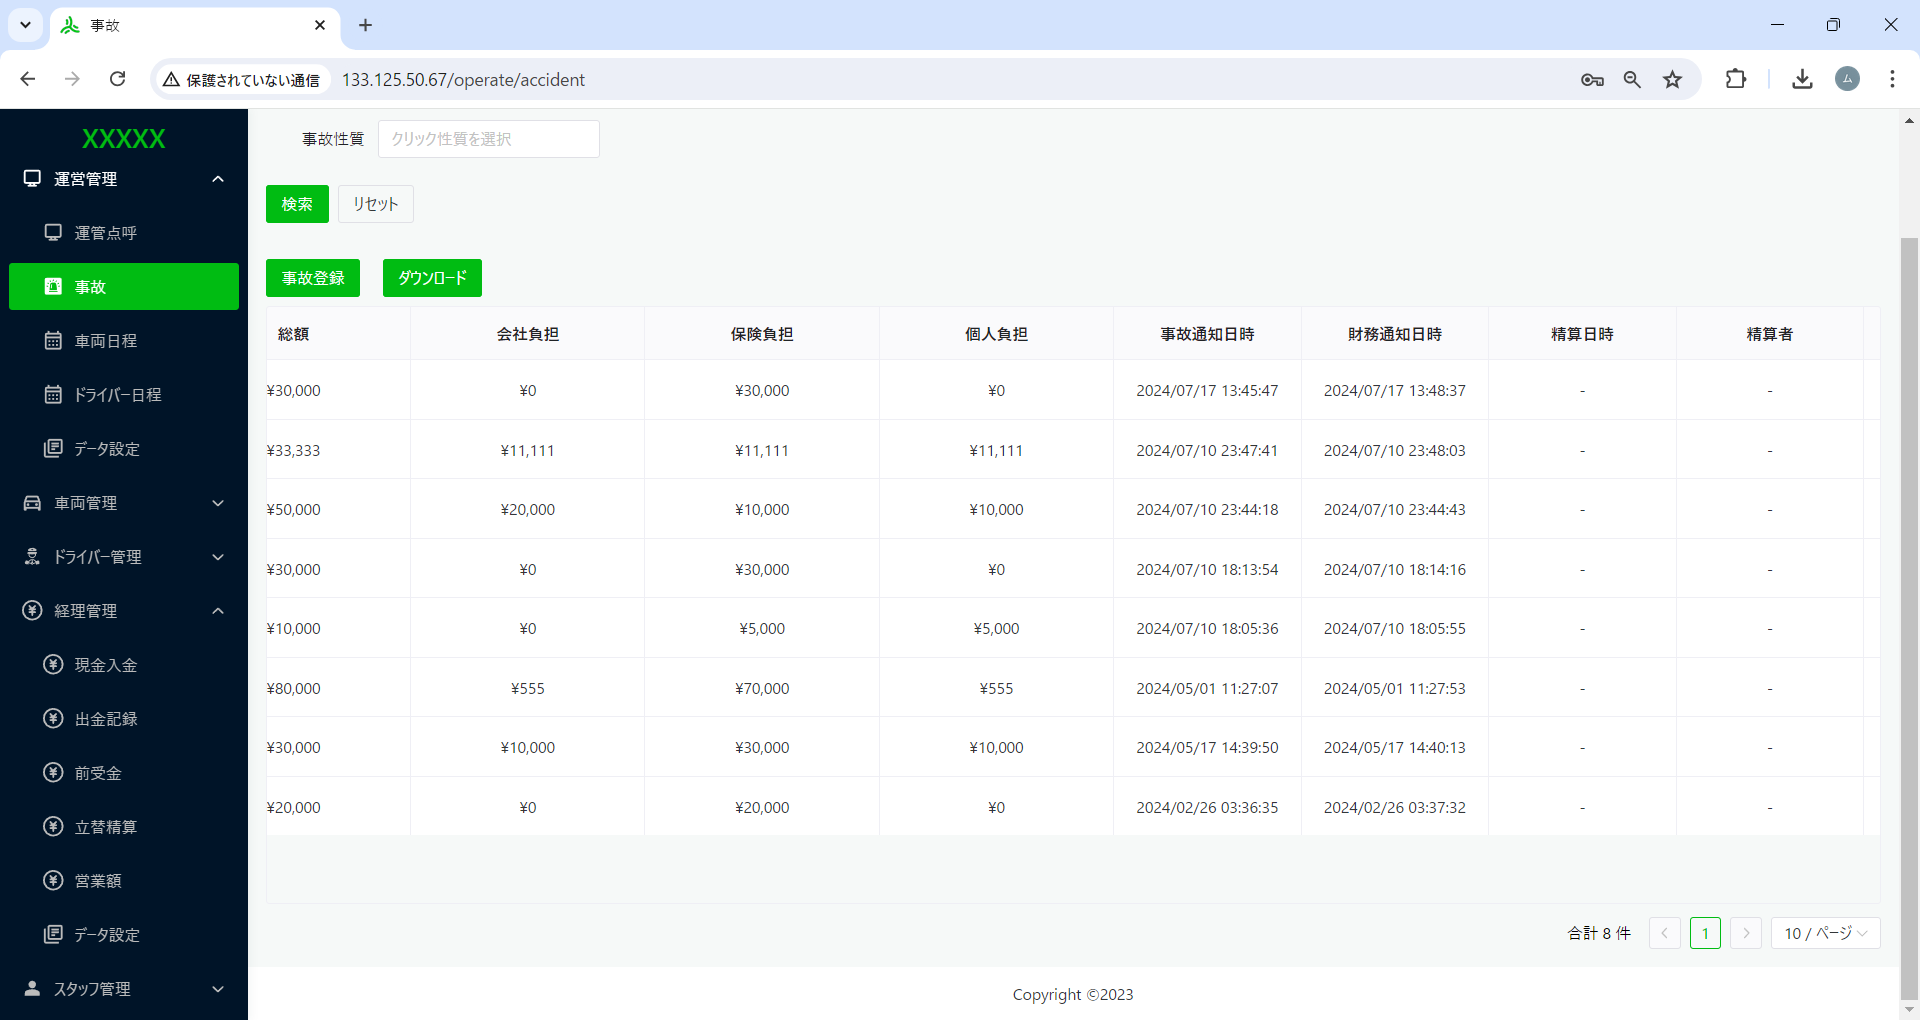 事故
保護されていない通信 133.125.50.67/operate/accident
ム
XXXXX
運営管理
運管点呼
事故
車両日程
ドライバー日程
データ設定
車両管理
ドライバー管理
経理管理
現金入金
出金記録
前受金
立替精算
営業額
データ設定
スタッフ管理
事故性質 クリック性質を選択
検索 リセット
事故登録 ダウンロード
総額 会社負担 保険負担 個人負担 事故通知日時 財務通知日時 精算日時 精算者
¥30,000 ¥0 ¥30,000 ¥0 2024/07/17 13:45:47 2024/07/17 13:48:37 - -
¥33,333 ¥11,111 ¥11,111 ¥11,111 2024/07/10 23:47:41 2024/07/10 23:48:03 - -
¥50,000 ¥20,000 ¥10,000 ¥10,000 2024/07/10 23:44:18 2024/07/10 23:44:43 - -
¥30,000 ¥0 ¥30,000 ¥0 2024/07/10 18:13:54 2024/07/10 18:14:16 - -
¥10,000 ¥0 ¥5,000 ¥5,000 2024/07/10 18:05:36 2024/07/10 18:05:55 - -
¥80,000 ¥555 ¥70,000 ¥555 2024/05/01 11:27:07 2024/05/01 11:27:53 - -
¥30,000 ¥10,000 ¥30,000 ¥10,000 2024/05/17 14:39:50 2024/05/17 14:40:13 - -
¥20,000 ¥0 ¥20,000 ¥0 2024/02/26 03:36:35 2024/02/26 03:37:32 - -
合計 8 件 1 10 / ページ
Copyright ©2023